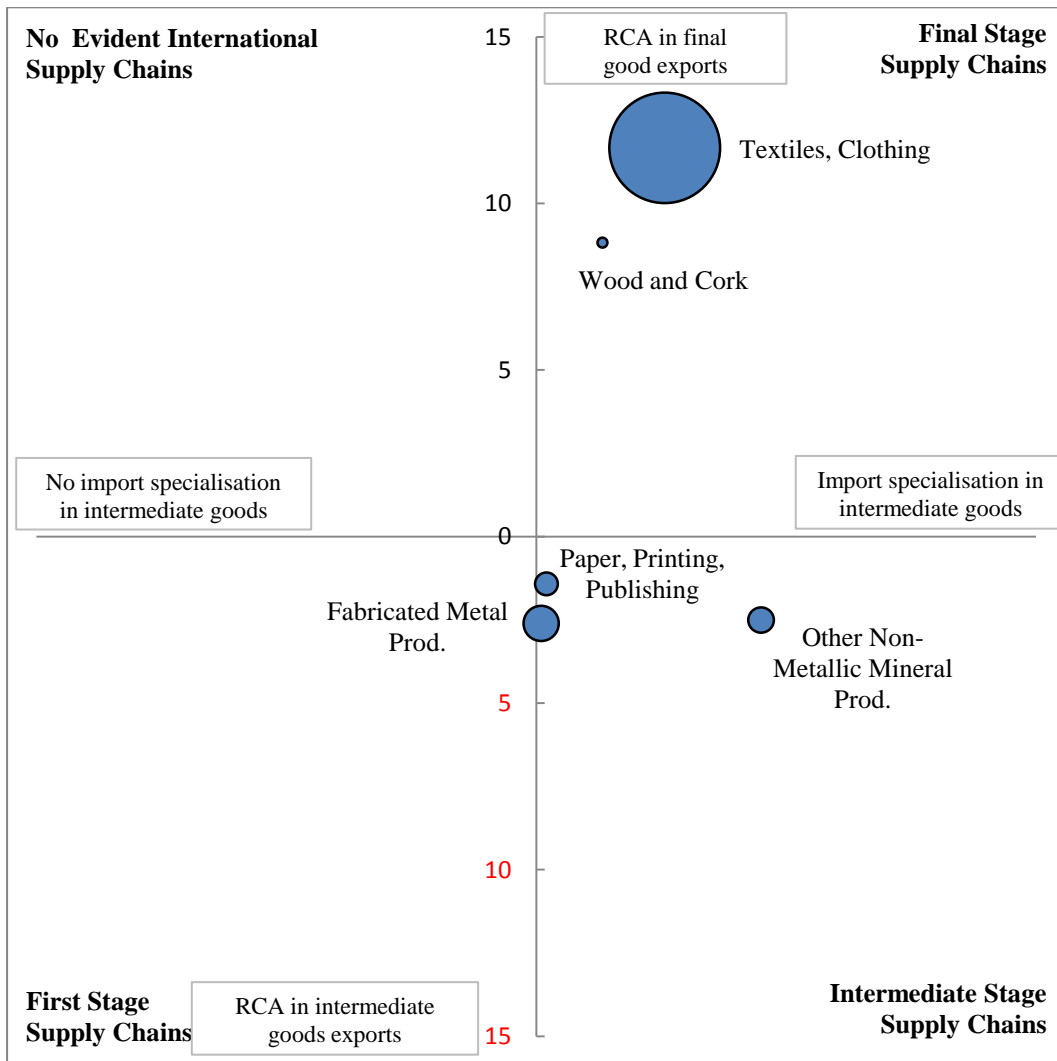 No  Evident International
Supply Chains
15
RCA in final
good exports
Final Stage
Supply Chains
Textiles, Clothing
10
Wood and Cork
5
No import specialisation
in intermediate goods
Import specialisation in
intermediate goods
0
Paper, Printing,
Publishing
Fabricated Metal
Prod.
Other Non-
Metallic Mineral
Prod.
5
10
First Stage
Supply Chains
RCA in intermediate
goods exports
15
Intermediate Stage
Supply Chains